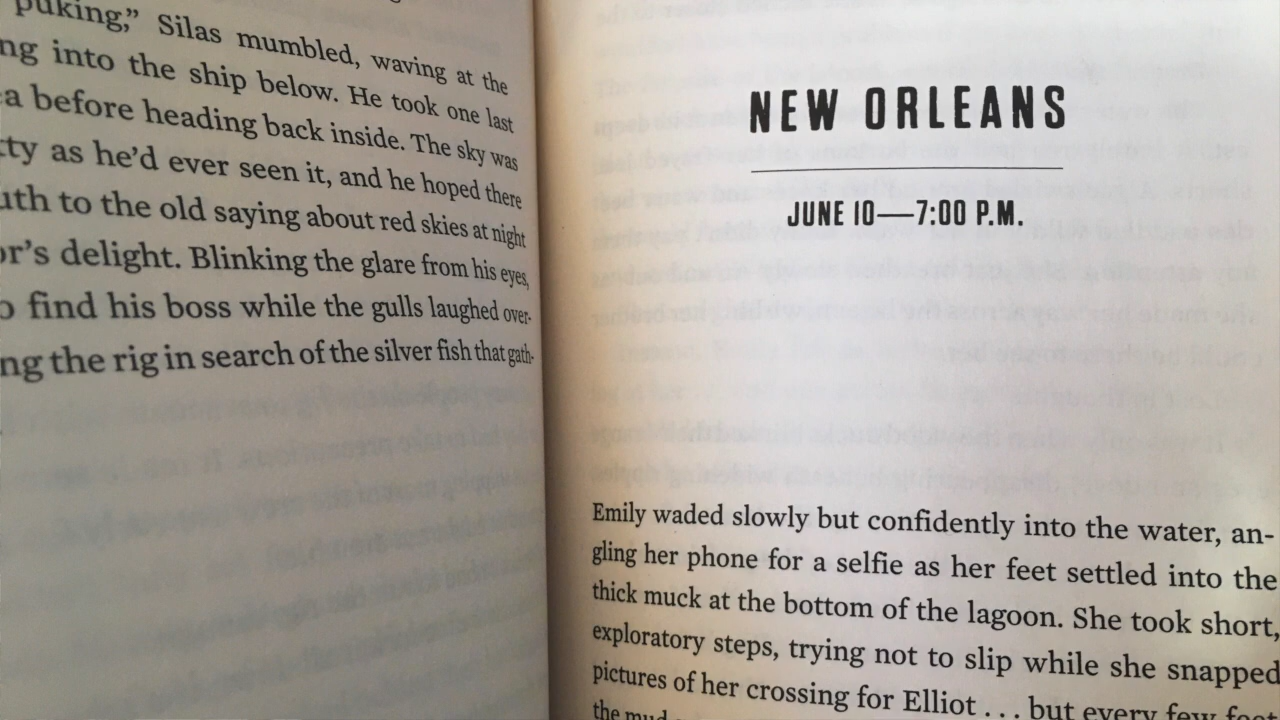 puking,” Silas mumbled, waving at the
ng into the ship below. He took one last
a before heading back inside. The sky was
tty as he’d ever seen it, and he hoped there
uth to the old saying about red skies at night
or’s delight. Blinking the glare from his eyes,
o find his boss while the gulls laughed over-
ng the rig in search of the silver fish that gath-
NEW ORLEANS
JUNE 10—7:00 P.M.
Emily waded slowly but confidently into the water, an-
gling her phone for a selfie as her feet settled into the
thick muck at the bottom of the lagoon. She took short,
exploratory steps, trying not to slip while she snapped
pictures of her crossing for Elliot . . . but every few feet
the mud